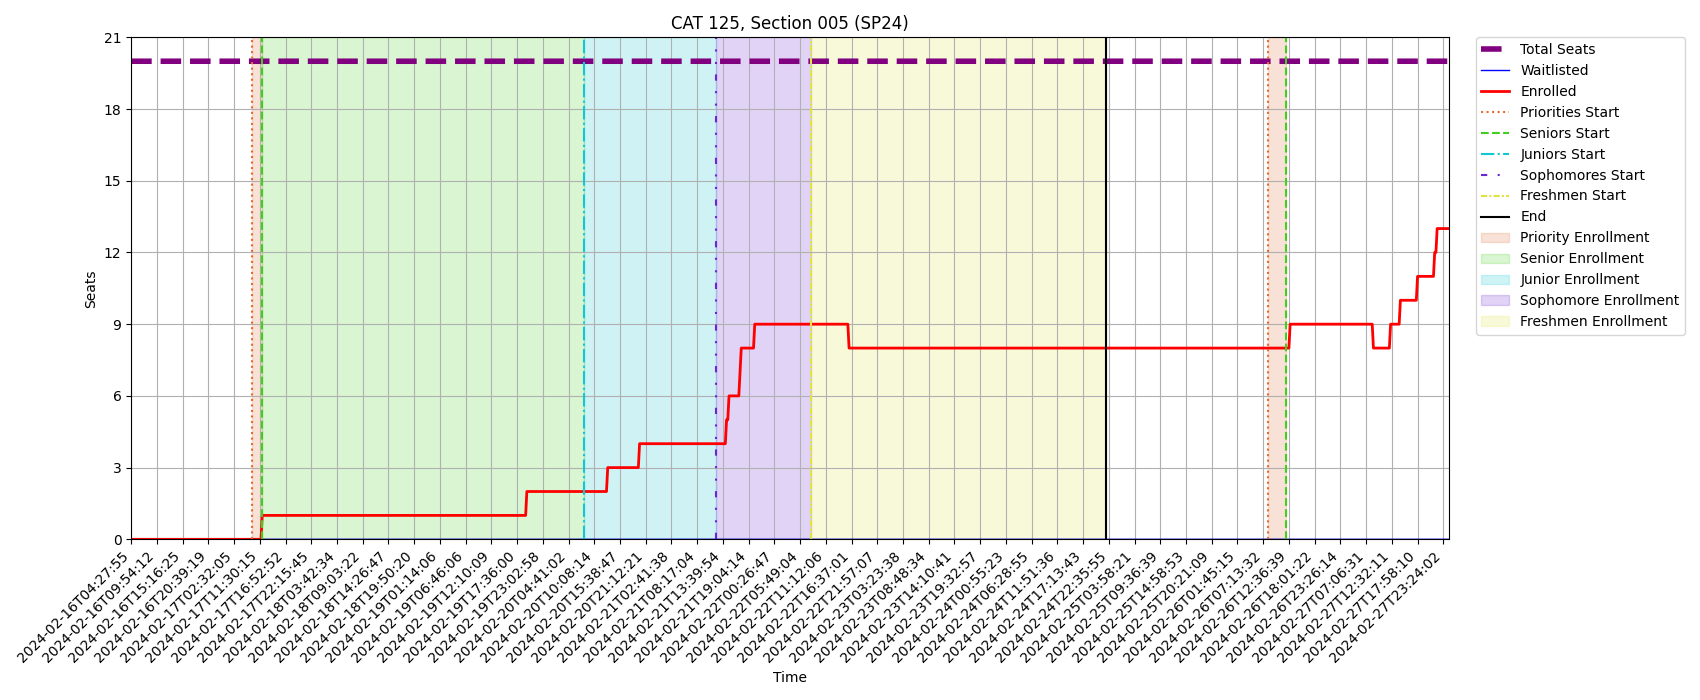 CAT 125, Section 005 (SP24)
21
18
15
12
9
6
3
0
Seats
2024-02-16T04:27:55
2024-02-16T09:54:12
2024-02-16T15:16:25
2024-02-16T20:39:19
2024-02-17T02:32:05
2024-02-17T11:30:15
2024-02-17T16:52:52
2024-02-17T22:15:45
2024-02-18T03:42:34
2024-02-18T09:03:22
2024-02-18T14:26:47
2024-02-18T19:50:20
2024-02-19T01:14:06
2024-02-19T06:46:06
2024-02-19T12:10:09
2024-02-19T17:36:00
2024-02-19T23:02:58
2024-02-20T04:41:02
2024-02-20T10:08:14
2024-02-20T15:38:47
2024-02-20T21:12:21
2024-02-21T02:41:38
2024-02-21T08:17:04
2024-02-21T13:39:54
2024-02-21T19:04:14
2024-02-22T00:26:47
2024-02-22T05:49:04
2024-02-22T11:12:06
2024-02-22T16:37:01
2024-02-22T21:57:07
2024-02-23T03:23:38
2024-02-23T08:48:34
2024-02-23T14:10:41
2024-02-23T19:32:57
2024-02-24T00:55:23
2024-02-24T06:28:55
2024-02-24T11:51:36
2024-02-24T17:13:43
2024-02-24T22:35:55
2024-02-25T03:58:21
2024-02-25T09:36:39
2024-02-25T14:58:53
2024-02-25T20:21:09
2024-02-26T01:45:15
2024-02-26T07:13:32
2024-02-26T12:36:39
2024-02-26T18:01:22
2024-02-26T23:26:14
2024-02-27T07:06:31
2024-02-27T12:32:11
2024-02-27T17:58:10
2024-02-27T23:24:02
Time
Total Seats
Waitlisted
Enrolled
Priorities Start
Seniors Start
Juniors Start
Sophomores Start
Freshmen Start
End
Priority Enrollment
Senior Enrollment
Junior Enrollment
Sophomore Enrollment
Freshmen Enrollment